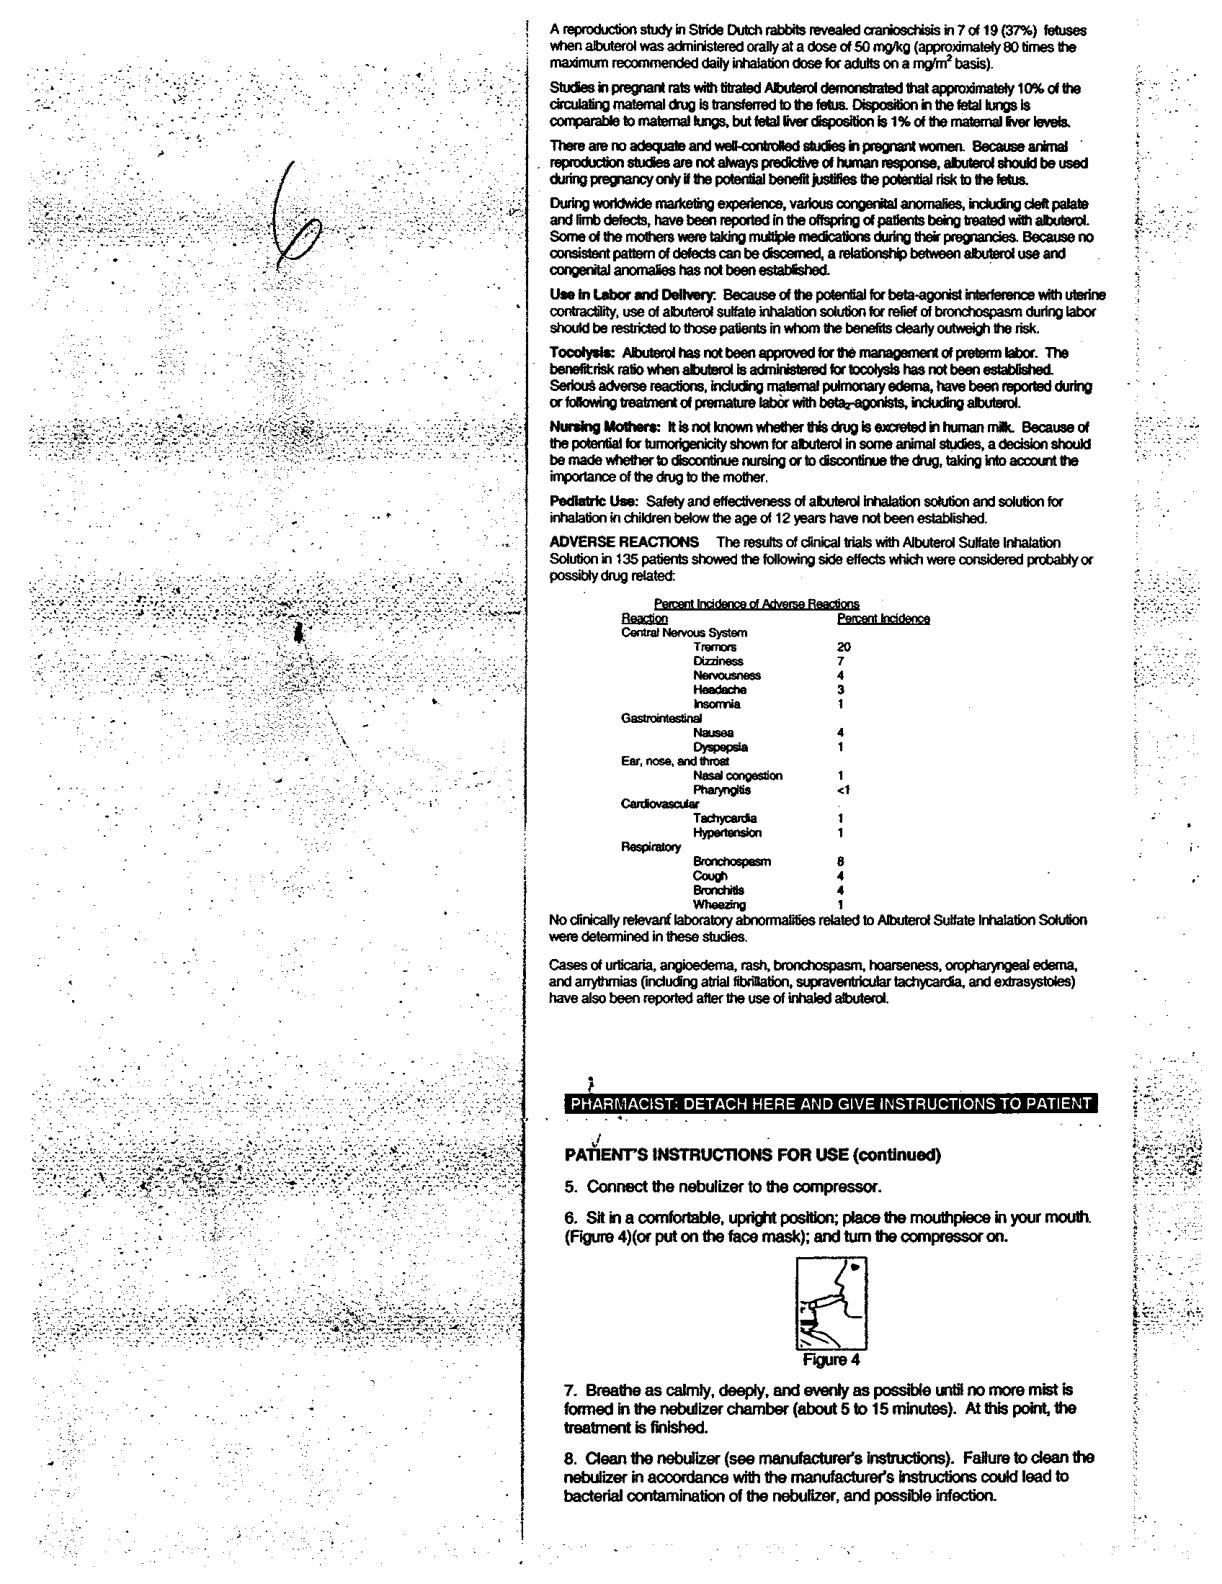 A reproduction study in Stride Dutch rabbits revealed cranioschisis in 7 of 19 (37%) fetuses
when albuterol was administered orally at a dose of 50 mg/kg (approximately 80 times the
maximum recommended daily inhalation dose for adults on a mg/m² basis).
Studies in pregnant rats with titrated Albuterol demonstrated that approximately 10% of the
circulating maternal drug is transferred to the fetus. Disposition in the fetal lungs is
comparable to maternal lungs, but fetal liver disposition is 1% of the maternal liver levels.
There are no adequate and well-controlled studies in pregnant women. Because animal
reproduction studies are not always predictive of human response, albuterol should be used
during pregnancy only if the potential benefit justifies the potential risk to the fetus.
6
During worldwide marketing experience, various congenital anomalies, including cleft palate
and limb defects, have been reported in the offspring of patients being treated with albuterol.
Some of the mothers were taking multiple medications during their pregnancies. Because no
consistent pattern of defects can be discerned, a relationship between albuterol use and
congenital anomalies has not been established.
Use in Labor and Delivery: Because of the potential for beta-agonist interference with uterine
contractility, use of albuterol sulfate inhalation solution for relief of bronchospasm during labor
should be restricted to those patients in whom the benefits clearly outweigh the risk.
Tocolysis: Albuterol has not been approved for the management of preterm labor. The
benefit:risk ratio when albuterol is administered for tocolysis has not been established.
Serious adverse reactions, including maternal pulmonary edema, have been reported during
or following treatment of premature labor with beta₂-agonists, including albuterol.
Nursing Mothers: It is not known whether this drug is excreted in human milk. Because of
the potential for tumorigenicity shown for albuterol in some animal studies, a decision should
be made whether to discontinue nursing or to discontinue the drug, taking into account the
importance of the drug to the mother.
Pediatric Use: Safety and effectiveness of albuterol inhalation solution and solution for
inhalation in children below the age of 12 years have not been established.
ADVERSE REACTIONS The results of clinical trials with Albuterol Sulfate Inhalation
Solution in 135 patients showed the following side effects which were considered probably or
possibly drug related:
Percent Incidence of Adverse Reactions
Reaction Percent Incidence
Central Nervous System
Tremors 20
Dizziness 7
Nervousness 4
Headache 3
Insomnia 1
Gastrointestinal
Nausea 4
Dyspepsia 1
Ear, nose, and throat
Nasal congestion 1
Pharyngitis <1
Cardiovascular
Tachycardia 1
Hypertension 1
Respiratory
Bronchospasm 8
Cough 4
Bronchitis 4
Wheezing 1
No clinically relevant laboratory abnormalities related to Albuterol Sulfate Inhalation Solution
were determined in these studies.
Cases of urticaria, angioedema, rash, bronchospasm, hoarseness, oropharyngeal edema,
and arrythmias (including atrial fibrillation, supraventricular tachycardia, and extrasystoles)
have also been reported after the use of inhaled albuterol.
PHARMACIST: DETACH HERE AND GIVE INSTRUCTIONS TO PATIENT
PATIENT'S INSTRUCTIONS FOR USE (continued)
5. Connect the nebulizer to the compressor.
6. Sit in a comfortable, upright position; place the mouthpiece in your mouth.
(Figure 4)(or put on the face mask); and turn the compressor on.
Figure 4
7. Breathe as calmly, deeply, and evenly as possible until no more mist is
formed in the nebulizer chamber (about 5 to 15 minutes). At this point, the
treatment is finished.
8. Clean the nebulizer (see manufacturer's instructions). Failure to clean the
nebulizer in accordance with the manufacturer's instructions could lead to
bacterial contamination of the nebulizer, and possible infection.